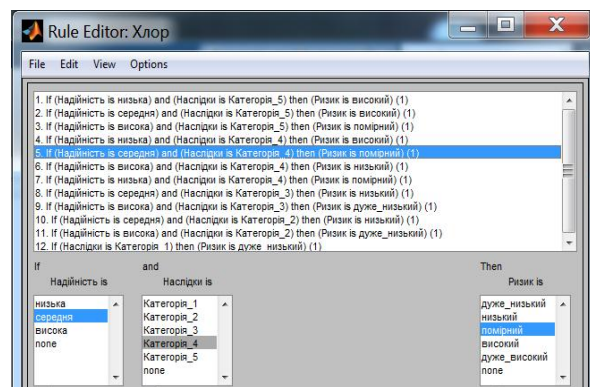 Rule Editor: Хлор
File Edit View Options
1. If (Надійність is низька) and (Наслідки is Категорія_5) then (Ризик is високий) (1)
2. If (Надійність is середня) and (Наслідки is Категорія_5) then (Ризик is високий) (1)
3. If (Надійність is висока) and (Наслідки is Категорія_5) then (Ризик is помірний) (1)
4. If (Надійність is низька) and (Наслідки is Категорія_4) then (Ризик is високий) (1)
5. If (Надійність is середня) and (Наслідки is Категорія_4) then (Ризик is помірний) (1)
6. If (Надійність is висока) and (Наслідки is Категорія_4) then (Ризик is низький) (1)
7. If (Надійність is низька) and (Наслідки is Категорія_4) then (Ризик is помірний) (1)
8. If (Надійність is середня) and (Наслідки is Категорія_3) then (Ризик is низький) (1)
9. If (Надійність is висока) and (Наслідки is Категорія_3) then (Ризик is дуже_низький) (1)
10. If (Надійність is середня) and (Наслідки is Категорія_2) then (Ризик is низький) (1)
11. If (Надійність is висока) and (Наслідки is Категорія_2) then (Ризик is дуже_низький) (1)
12. If (Наслідки is Категорія_1) then (Ризик is дуже_низький) (1)
If and Then
Надійність is Наслідки is Ризик is
низька Категорія_1 дуже_низький
середня Категорія_2 низький
висока Категорія_3 помірний
none Категорія_4 високий
Категорія_5 дуже_високий
none none